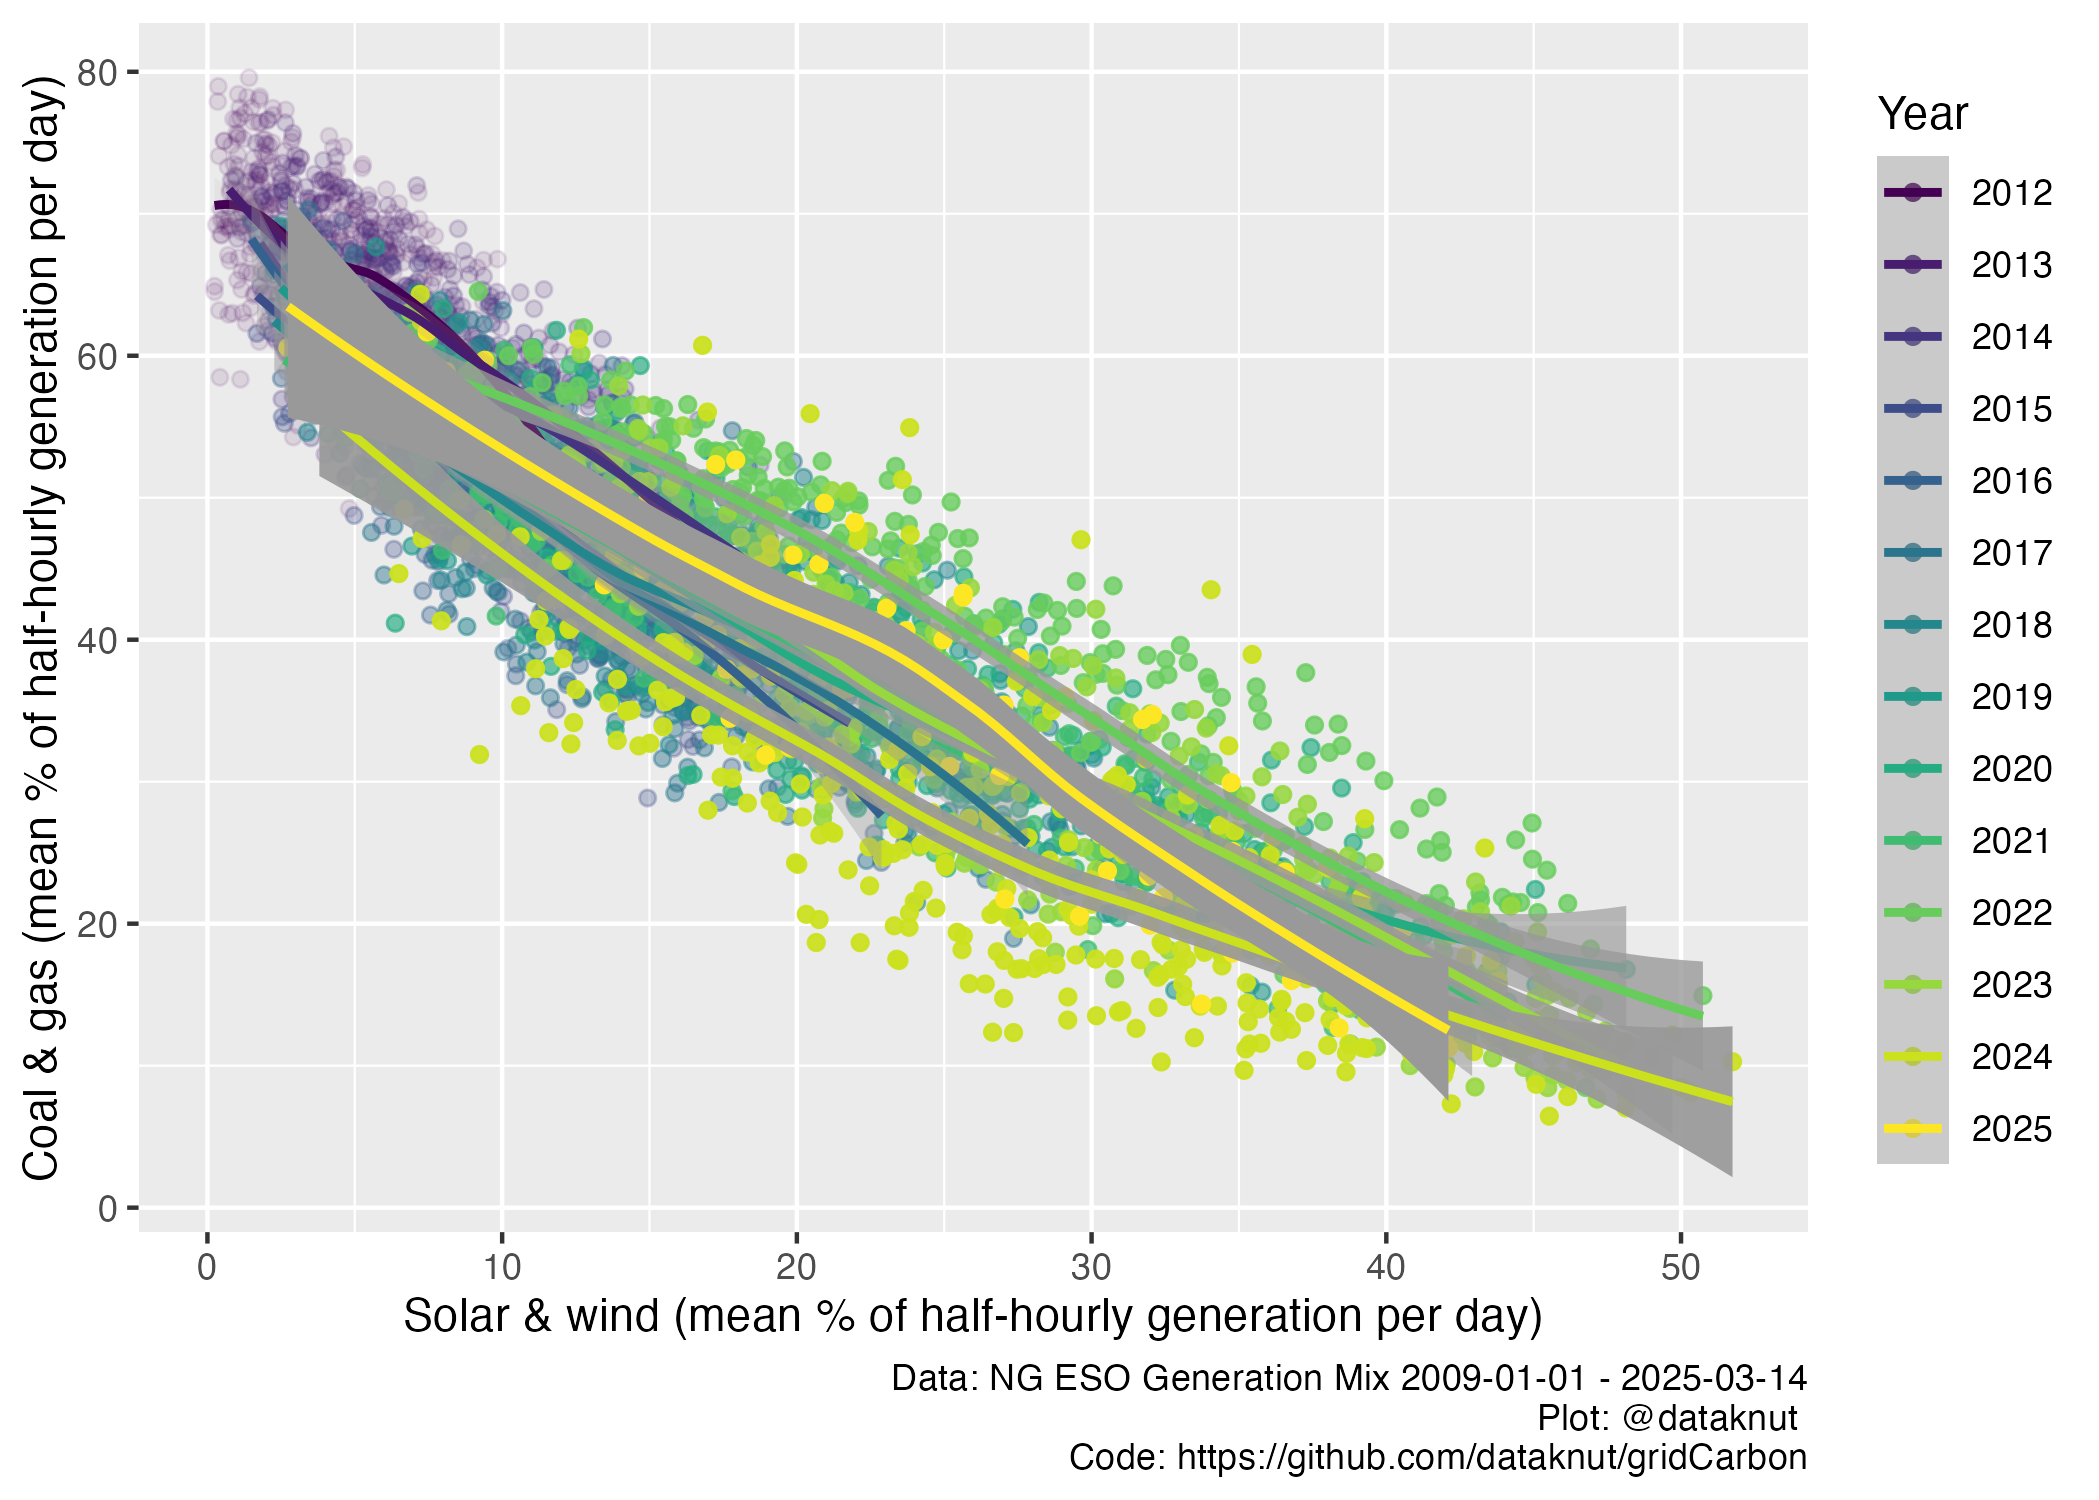 Coal & gas (mean % of half-hourly generation per day)
80
60
40
20
0
0 10 20 30 40 50
Solar & wind (mean % of half-hourly generation per day)
Year
2012
2013
2014
2015
2016
2017
2018
2019
2020
2021
2022
2023
2024
2025
Data: NG ESO Generation Mix 2009-01-01 - 2025-03-14
Plot: @dataknut
Code: https://github.com/dataknut/gridCarbon